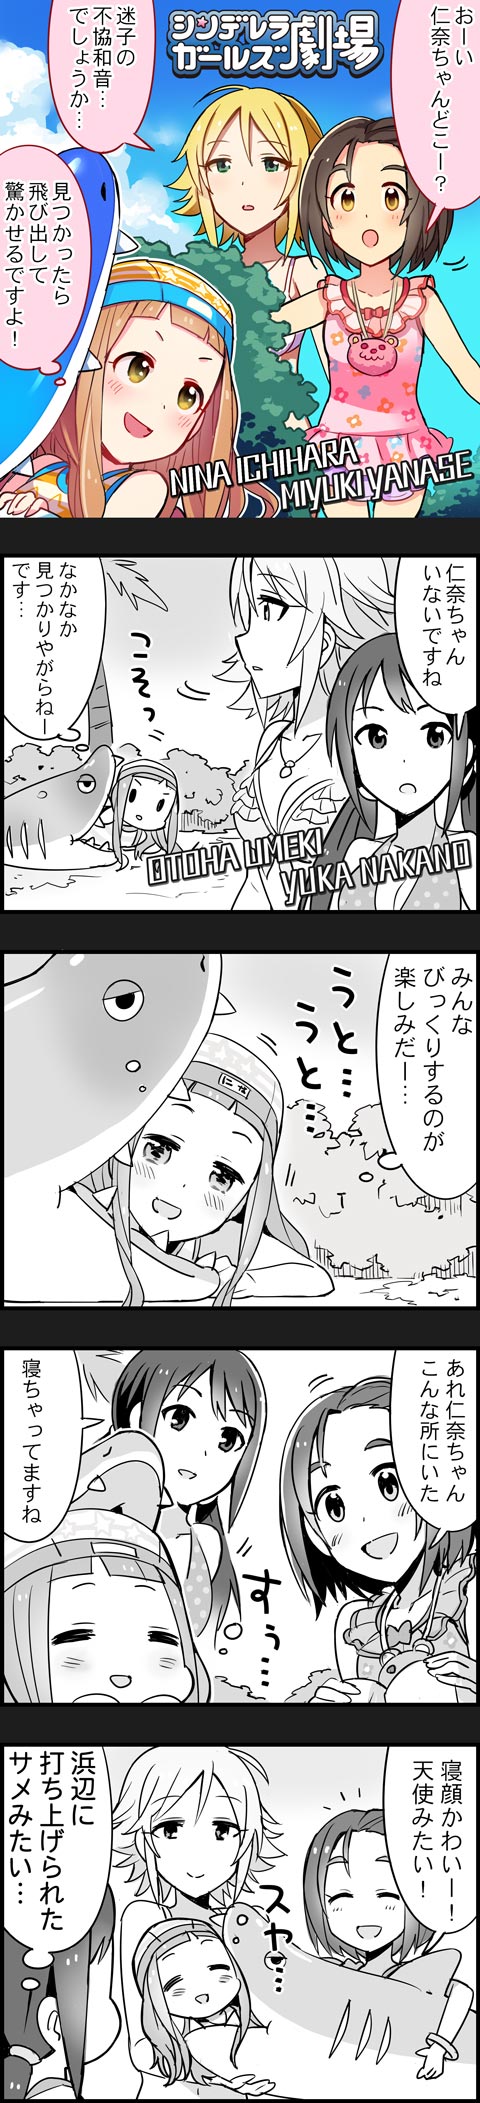 シンデレラ
ガールズ劇場
おーい
仁奈ちゃんどこー？
迷子の
不協和音…
でしょうか…
見つかったら
飛び出して
驚かせるですよ！
NINA ICHIHARA
MIYUKI YANASE
仁奈ちゃん
いないですね
なかなか
見つかりやがらねー
です…
こそっ
OTOHA UMEKI
YUKA NAKANO
みんな
びっくりするのが
楽しみだー…
うと…
うと…
にな
あれ仁奈ちゃん
こんな所にいた
寝ちゃってますね
すぅ…
寝顔かわいー！
天使みたい！
スヤ…
浜辺に
打ち上げられた
サメみたい…